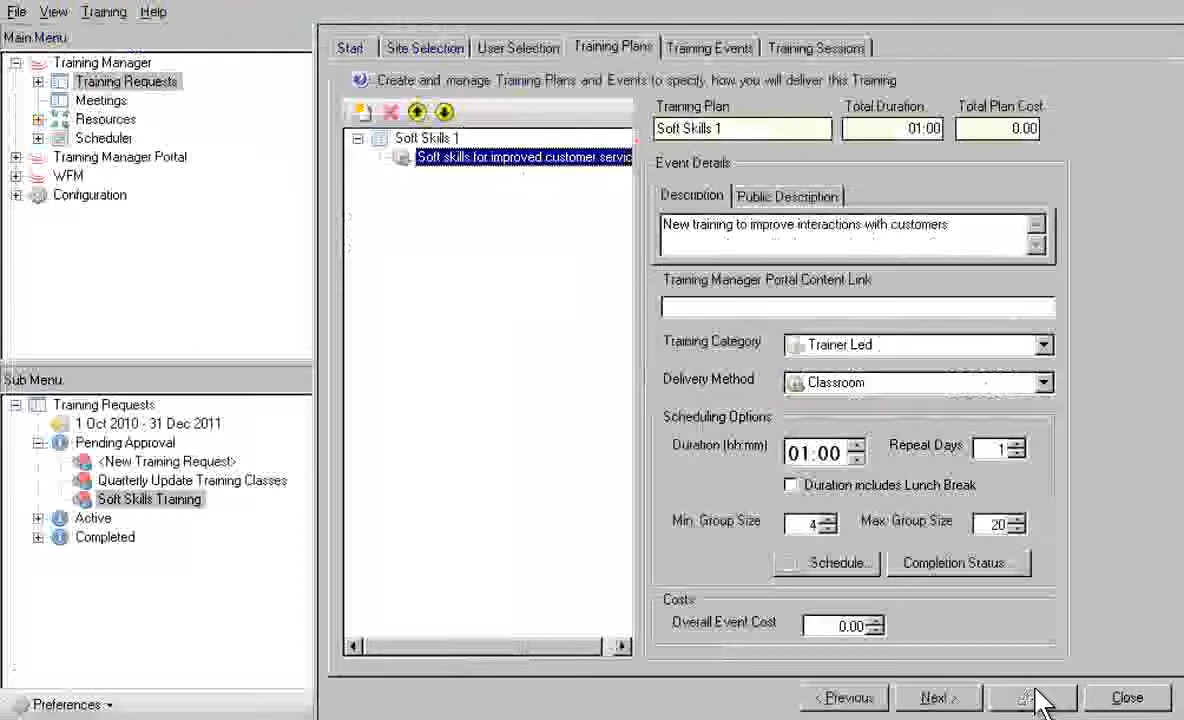 File View Training Help
Main Menu
Training Manager
Training Requests
Meetings
Resources
Scheduler
Training Manager Portal
WFM
Configuration
Sub Menu
Training Requests
1 Oct 2010 - 31 Dec 2011
Pending Approval
<New Training Request>
Quarterly Update Training Classes
Soft Skills Training
Active
Completed
Preferences
Start Site Selection User Selection Training Plans Training Events Training Sessions
Create and manage Training Plans and Events to specify how you will deliver this Training
Soft Skills 1
Soft skills for improved customer servic
Training Plan Total Duration Total Plan Cost
Soft Skills 1 01:00 0.00
Event Details
Description Public Description
New training to improve interactions with customers
Training Manager Portal Content Link
Training Category Trainer Led
Delivery Method Classroom
Scheduling Options
Duration (hh:mm) 01:00 Repeat Days 1
Duration includes Lunch Break
Min. Group Size 4 Max. Group Size 20
Schedule... Completion Status...
Costs
Overall Event Cost 0.00
< Previous Next > Close